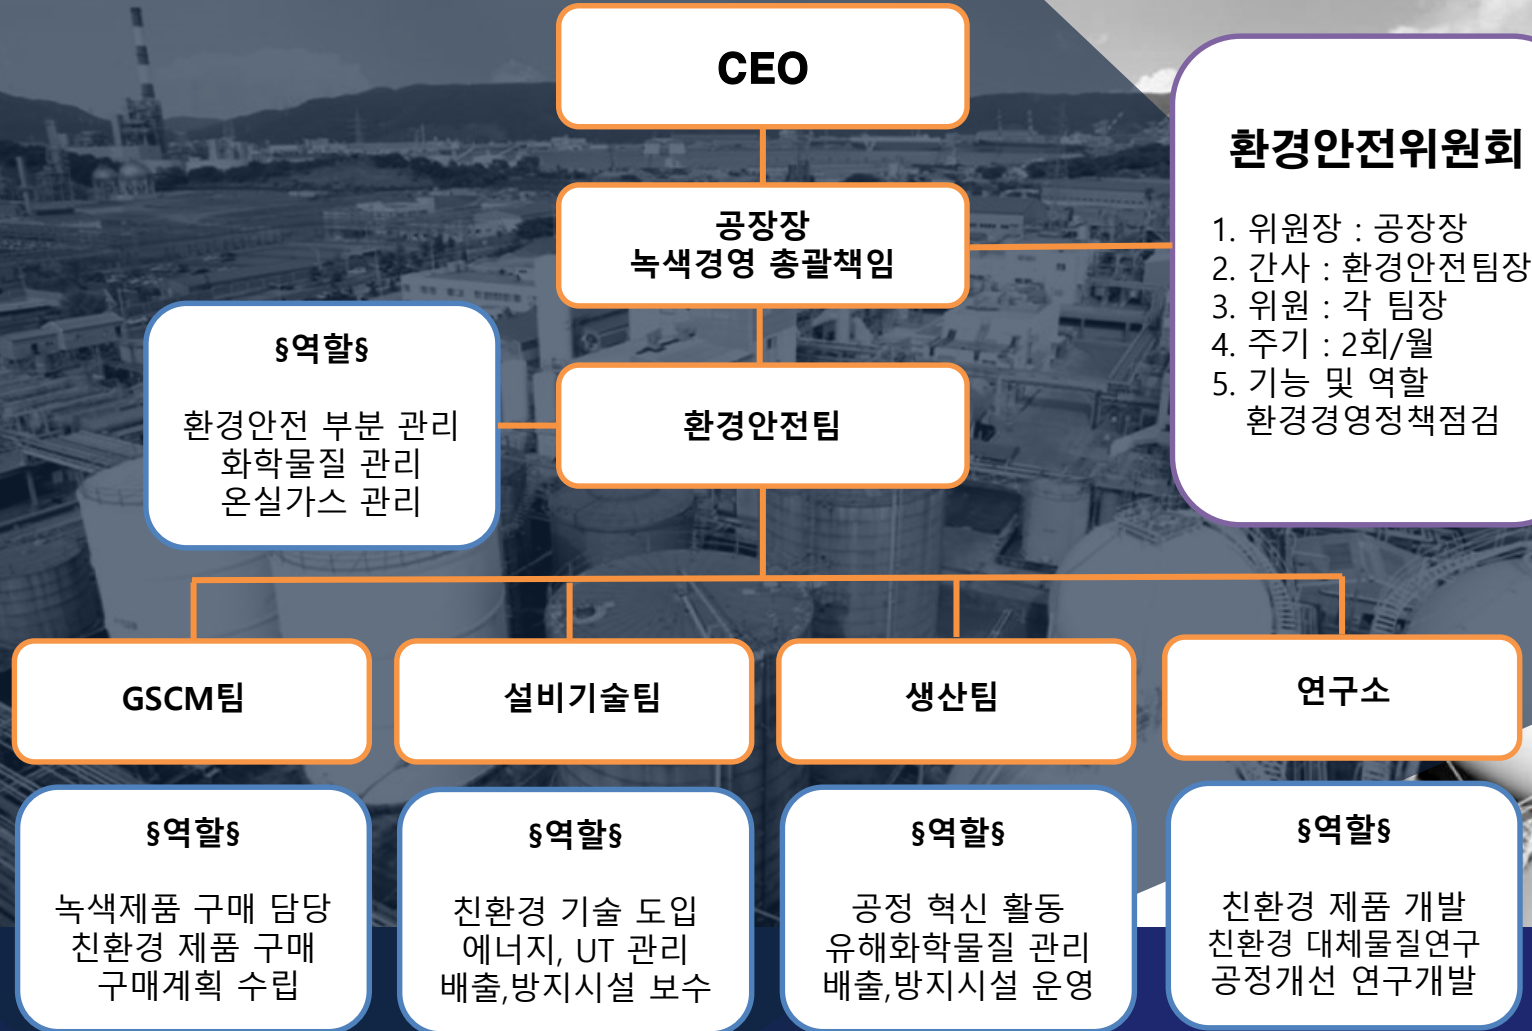 CEO
공장장
녹색경영 총괄책임
환경안전위원회
1. 위원장 : 공장장
2. 간사 : 환경안전팀장
3. 위원 : 각 팀장
4. 주기 : 2회/월
5. 기능 및 역할
환경경영정책점검
§역할§
환경안전 부분 관리
화학물질 관리
온실가스 관리
환경안전팀
GSCM팀
설비기술팀
생산팀
연구소
§역할§
녹색제품 구매 담당
친환경 제품 구매
구매계획 수립
§역할§
친환경 기술 도입
에너지, UT 관리
배출,방지시설 보수
§역할§
공정 혁신 활동
유해화학물질 관리
배출,방지시설 운영
§역할§
친환경 제품 개발
친환경 대체물질연구
공정개선 연구개발